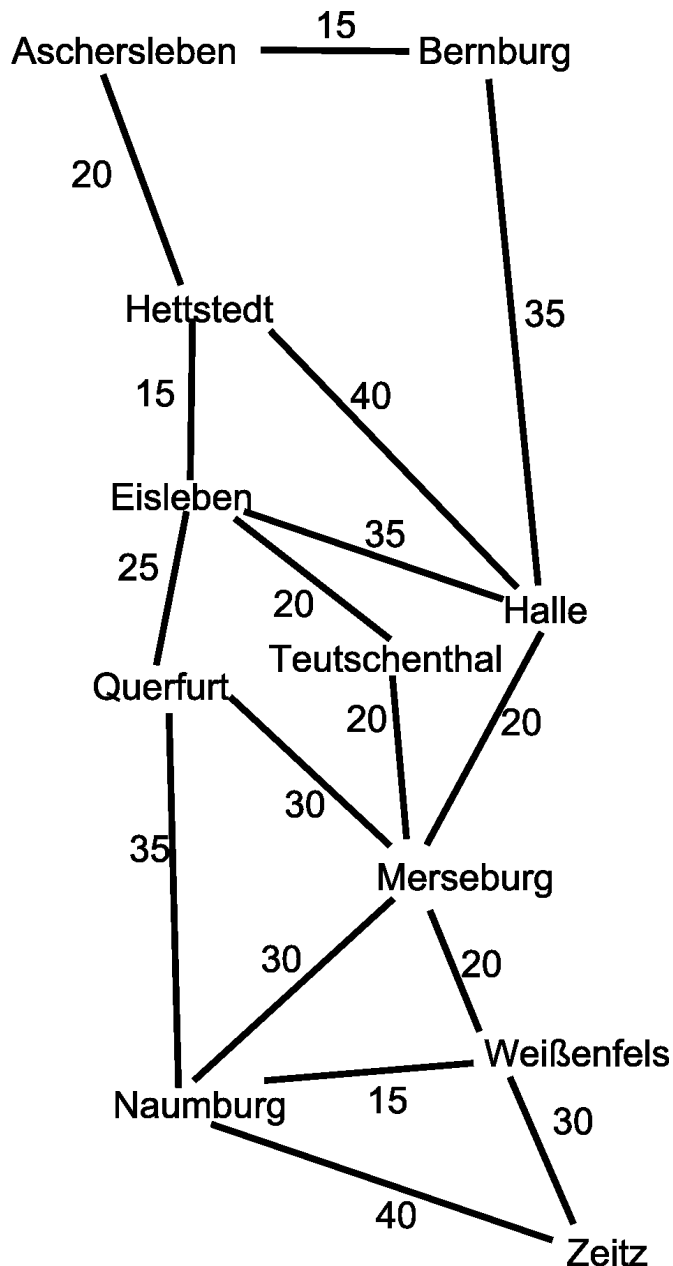 15
Aschersleben Bernburg
20
Hettstedt
35
15
40
Eisleben
35
25
20
Halle
Teutschenthal
Querfurt
20
20
30
35
Merseburg
30
20
Weißenfels
Naumburg
15
30
40
Zeitz